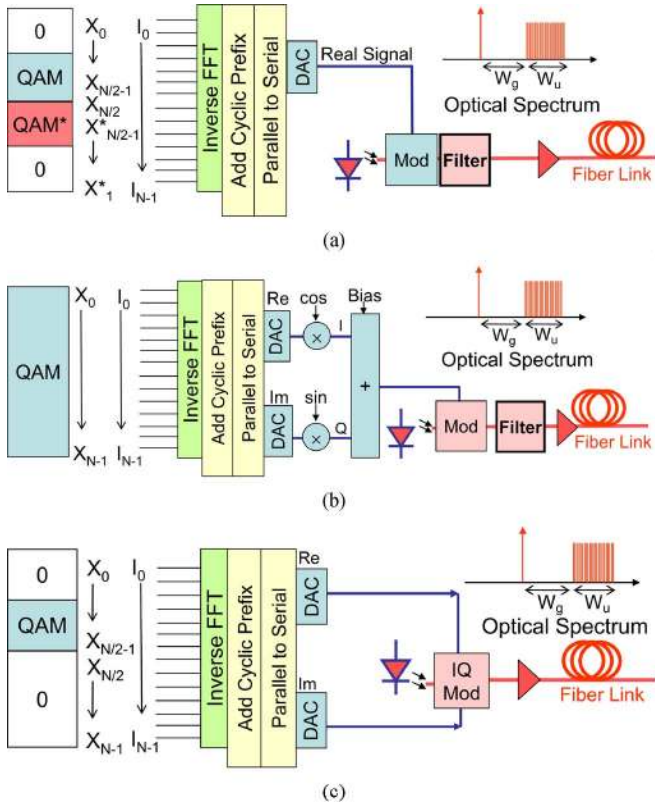 0
QAM
QAM*
0
X0
XN/2-1
XN/2
X*N/2-1
X*1
I0
IN-1
Inverse FFT
Add Cyclic Prefix
Parallel to Serial
DAC
Real Signal
Mod
Filter
Wg
Wu
Optical Spectrum
Fiber Link
(a)
QAM
X0
XN-1
I0
IN-1
Inverse FFT
Add Cyclic Prefix
Parallel to Serial
Re
DAC
Im
DAC
cos
×
sin
×
I
Q
Bias
+
Mod
Filter
Wg
Wu
Optical Spectrum
Fiber Link
(b)
0
QAM
0
X0
XN/2-1
XN/2
XN-1
I0
IN-1
Inverse FFT
Add Cyclic Prefix
Parallel to Serial
Re
DAC
Im
DAC
IQ
Mod
Wg
Wu
Optical Spectrum
Fiber Link
(c)